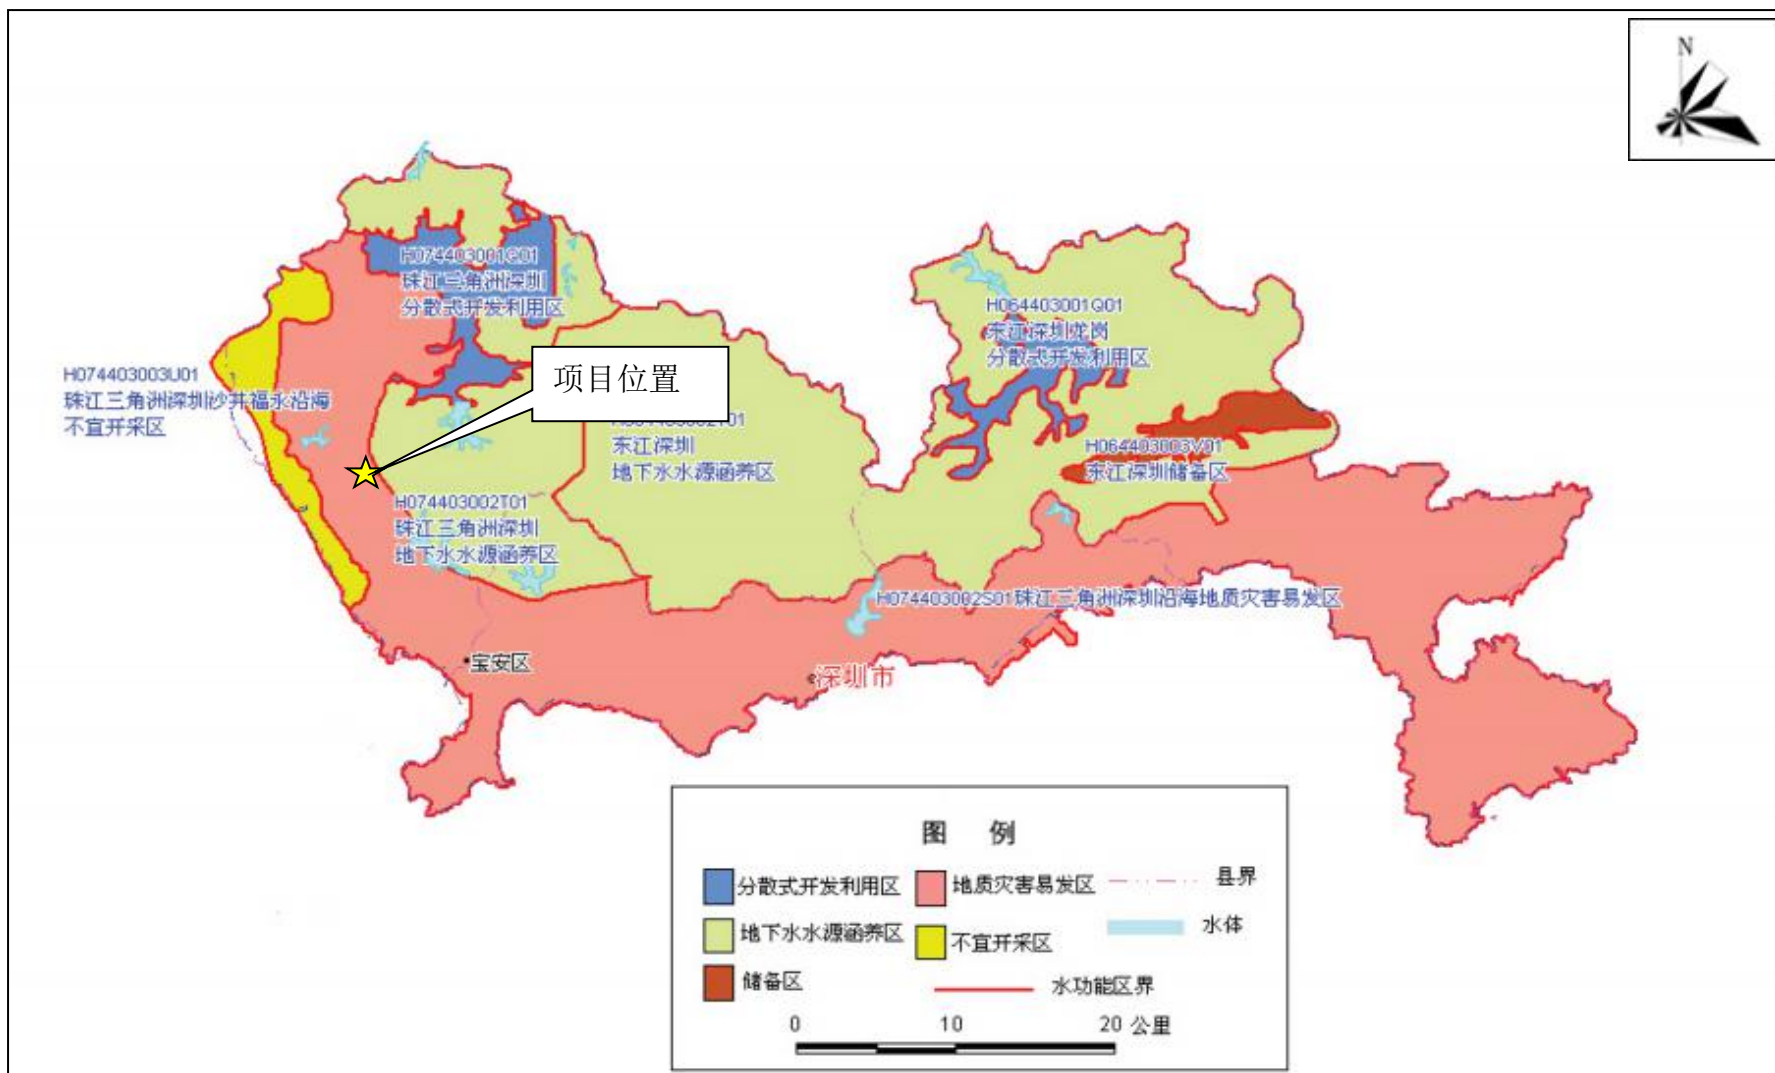 N
H074403001Q01
珠江三角洲深圳
分散式开发利用区
H064403001Q01
东江深圳龙岗
分散式开发利用区
H074403003U01
珠江三角洲深圳沙井福永沿海
不宜开采区
项目位置
东江深圳
地下水水源涵养区
H064403003V01
东江深圳储备区
H074403002T01
珠江三角洲深圳
地下水水源涵养区
H074403002S01珠江三角洲深圳沿海地质灾害易发区
宝安区
深圳市
图 例
分散式开发利用区
地质灾害易发区
县界
地下水水源涵养区
不宜开采区
水体
储备区
水功能区界
0 10 20 公里